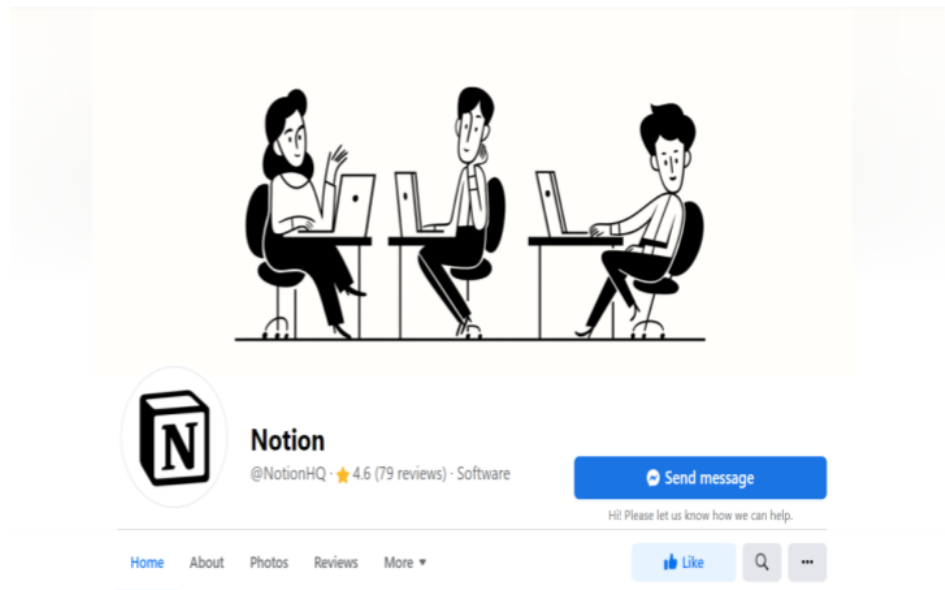 N
Notion
@NotionHQ · ⭐ 4.6 (79 reviews) · Software
Send message
Hi! Please let us know how we can help.
Home About Photos Reviews More ▼
Like